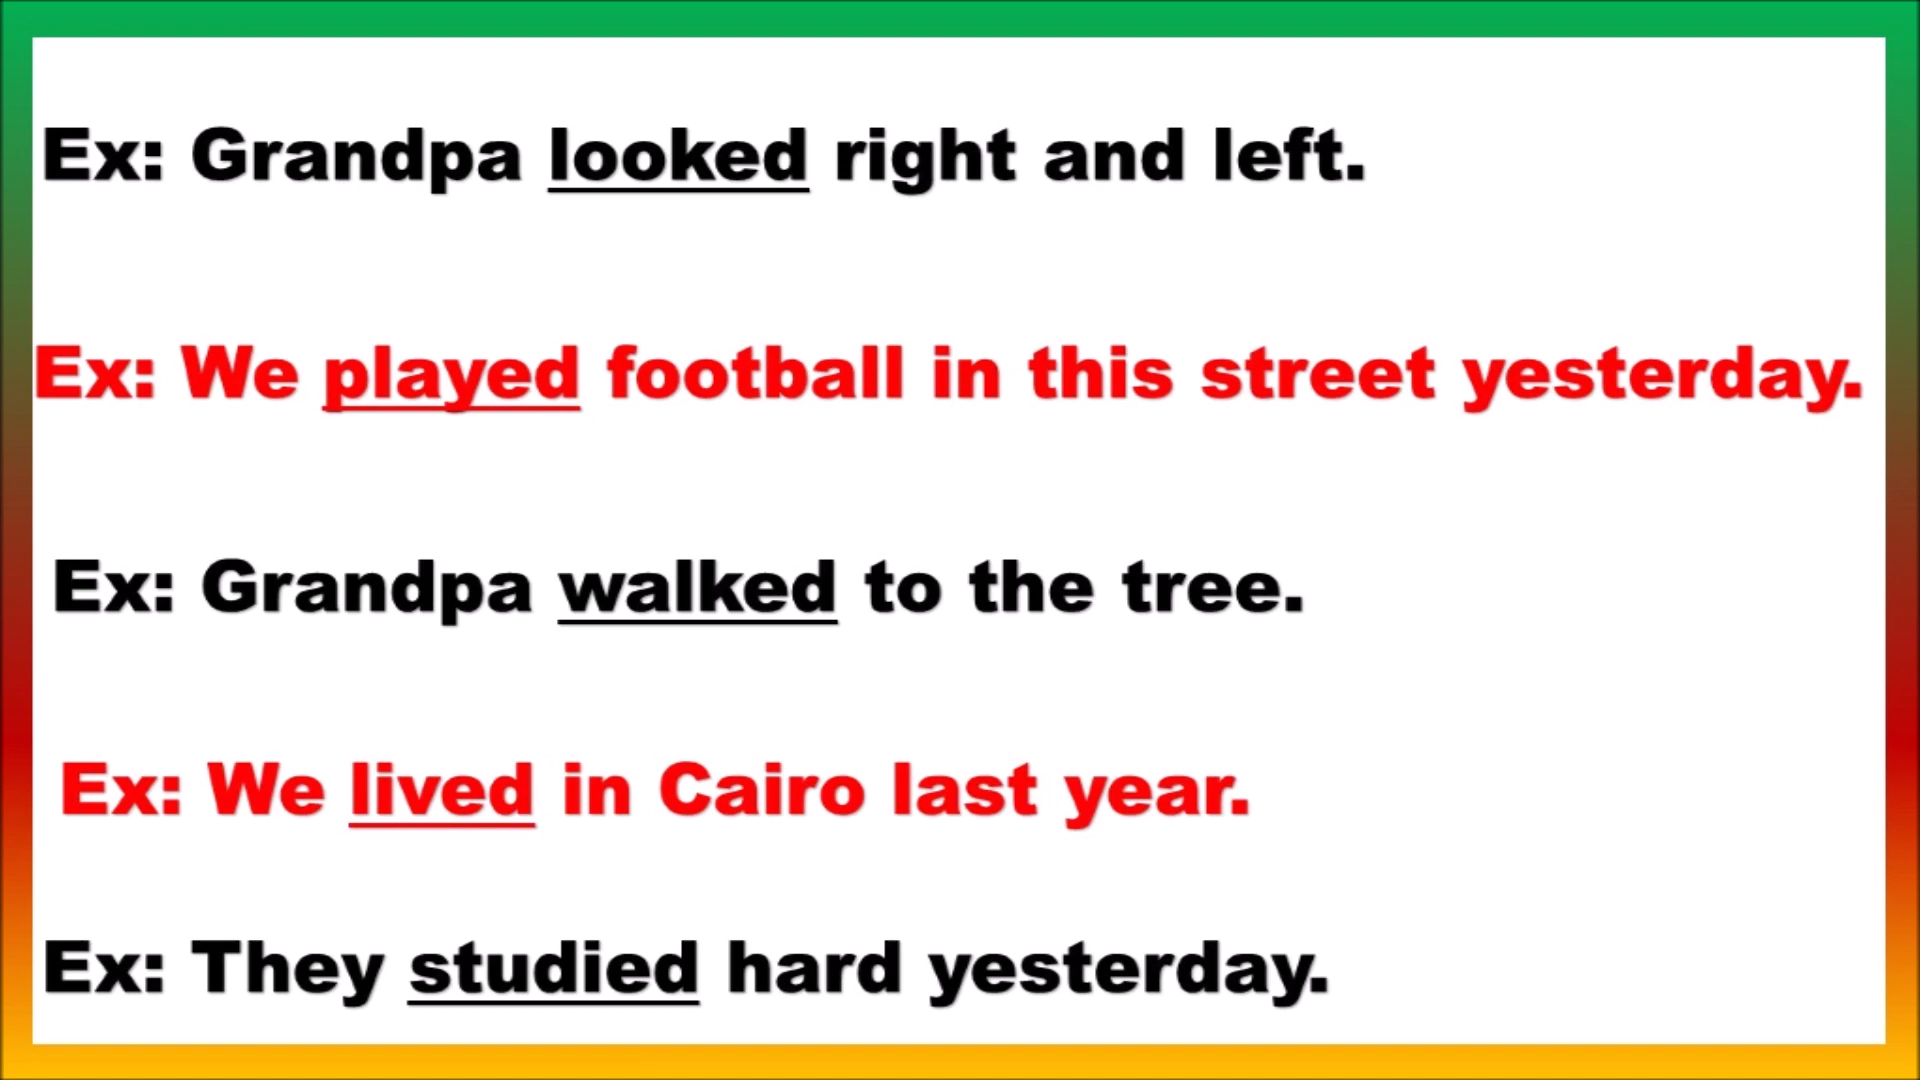 Ex: Grandpa looked right and left.
Ex: We played football in this street yesterday.
Ex: Grandpa walked to the tree.
Ex: We lived in Cairo last year.
Ex: They studied hard yesterday.